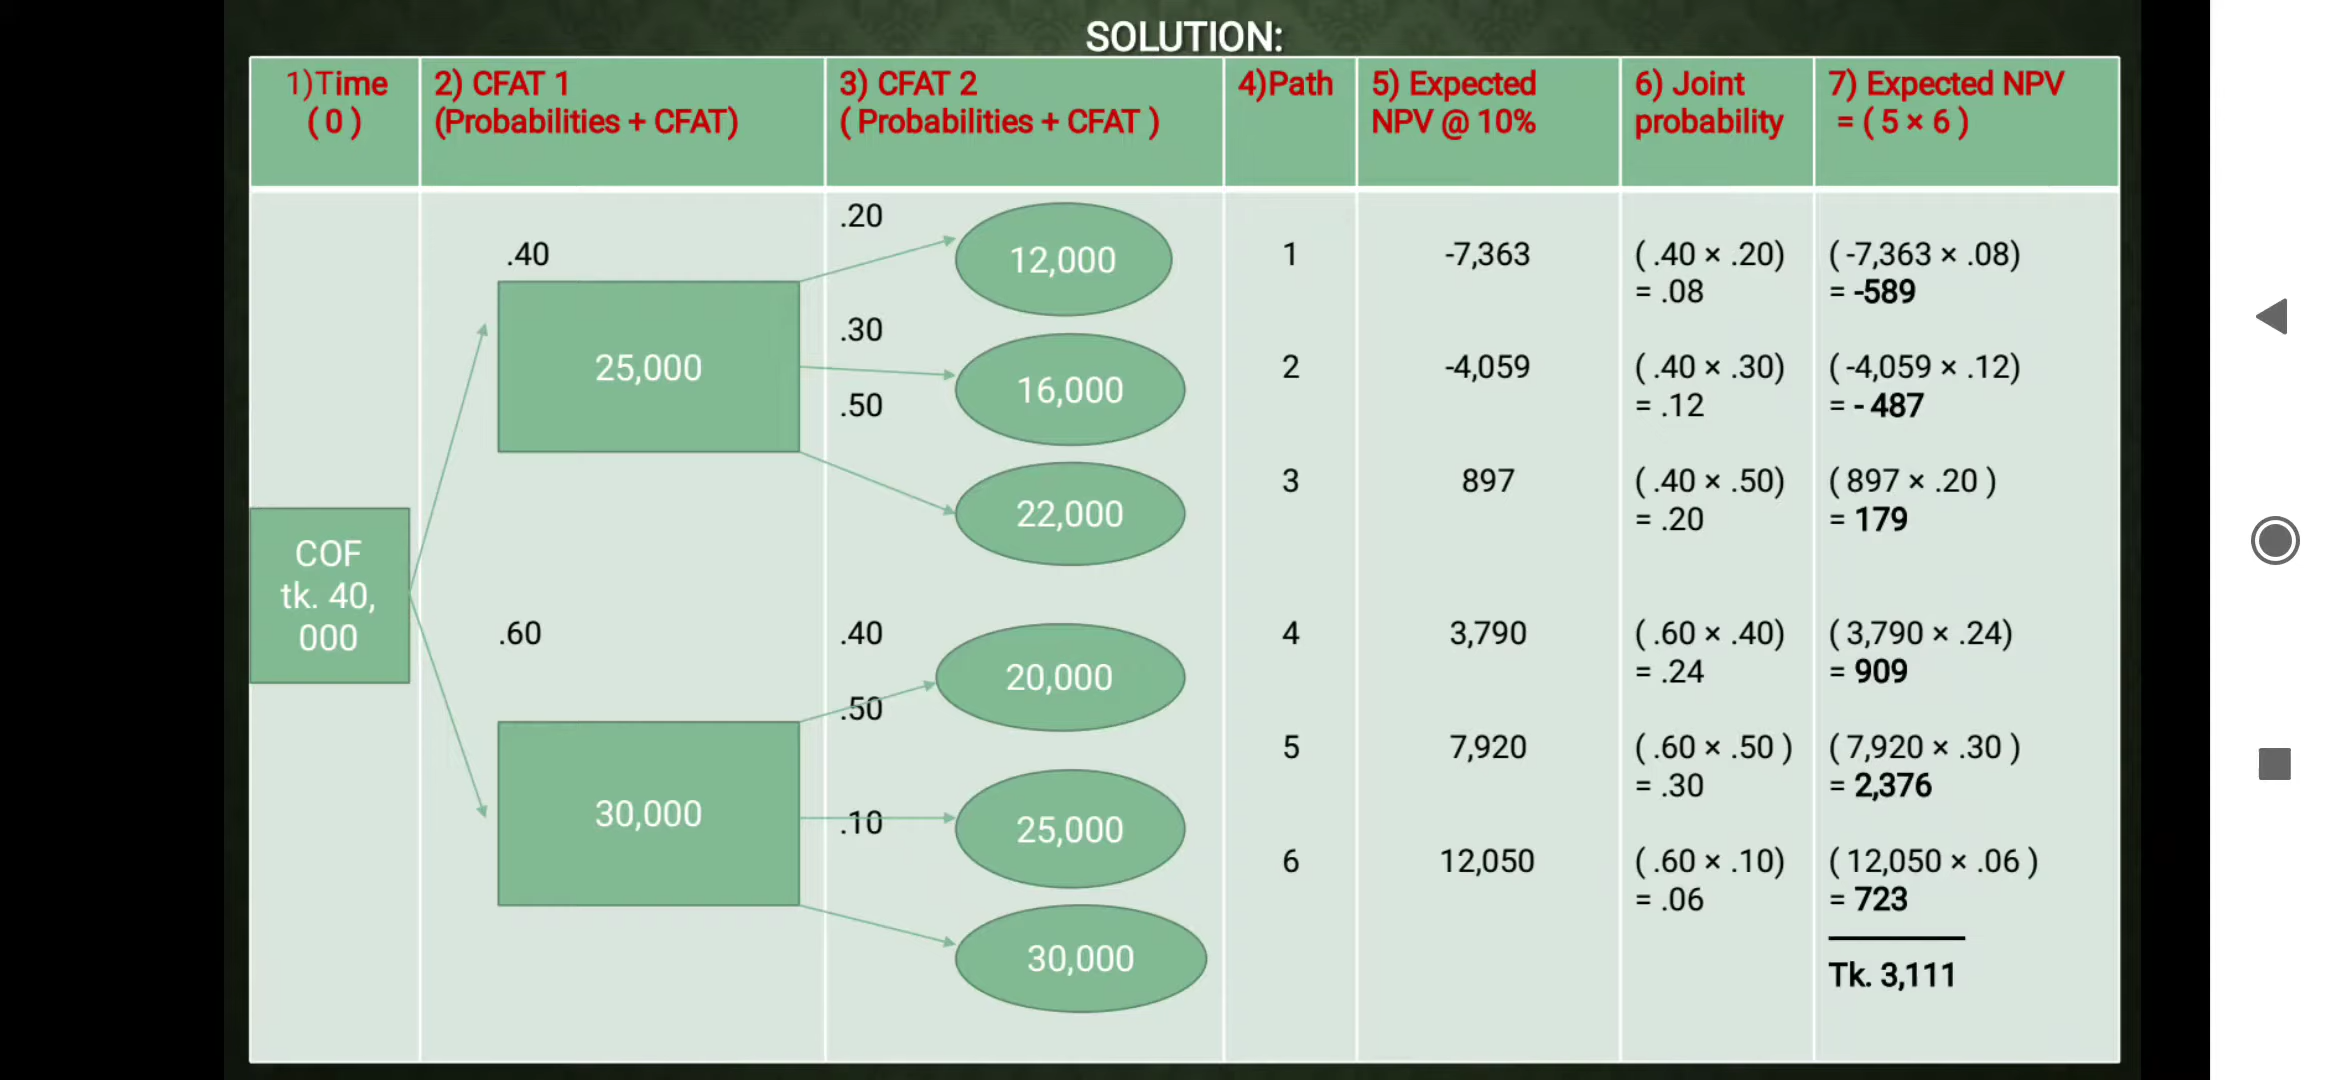 SOLUTION:
1)Time
( 0 )
2) CFAT 1
(Probabilities + CFAT)
3) CFAT 2
( Probabilities + CFAT )
4)Path
5) Expected
NPV @ 10%
6) Joint
probability
7) Expected NPV
= ( 5 × 6 )
COF
tk. 40,
000
.40
25,000
.60
30,000
.20
12,000
.30
16,000
.50
22,000
.40
20,000
.50
25,000
.10
30,000
1
-7,363
( .40 × .20)
= .08
( -7,363 × .08)
= -589
2
-4,059
( .40 × .30)
= .12
( -4,059 × .12)
= - 487
3
897
( .40 × .50)
= .20
( 897 × .20 )
= 179
4
3,790
( .60 × .40)
= .24
( 3,790 × .24)
= 909
5
7,920
( .60 × .50 )
= .30
( 7,920 × .30 )
= 2,376
6
12,050
( .60 × .10)
= .06
( 12,050 × .06 )
= 723
Tk. 3,111